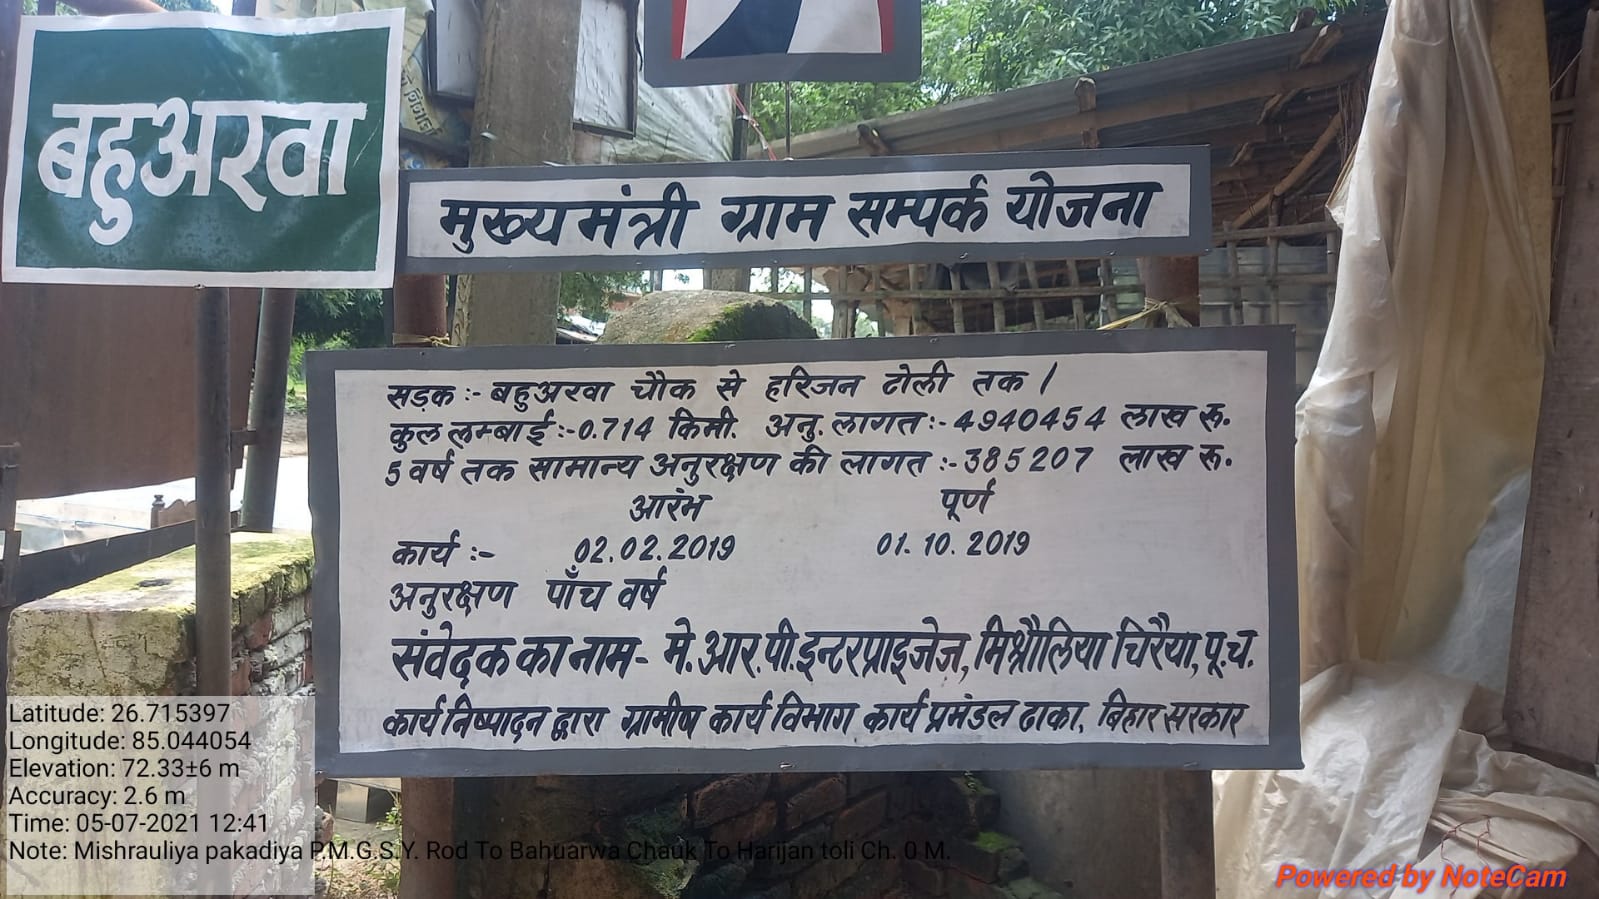 बहुअरवा
मुख्यमंत्री ग्राम सम्पर्क योजना
सड़क :- बहुअरवा चौक से हरिजन टोली तक ।
कुल लम्बाई :- 0.714 किमी. अनु. लागत :- 4940454 लाख रू.
5 वर्ष तक सामान्य अनुरक्षण की लागत :- 385207 लाख रू.
आरंभ पूर्ण
कार्य :- 02.02.2019 01.10.2019
अनुरक्षण पाँच वर्ष
संवेदक का नाम- मे. आर. पी. इन्टरप्राइजेज, मिश्रौलिया चिरैया, पू. च.
कार्य निष्पादन द्वारा ग्रामीण कार्य विभाग कार्य प्रमंडल ढाका, बिहार सरकार
Latitude: 26.715397
Longitude: 85.044054
Elevation: 72.33±6 m
Accuracy: 2.6 m
Time: 05-07-2021 12:41
Note: Mishrauliya pakadiya P.M.G.S.Y. Rod To Bahuarwa Chauk To Harijan toli Ch. 0 M.
Powered by NoteCam